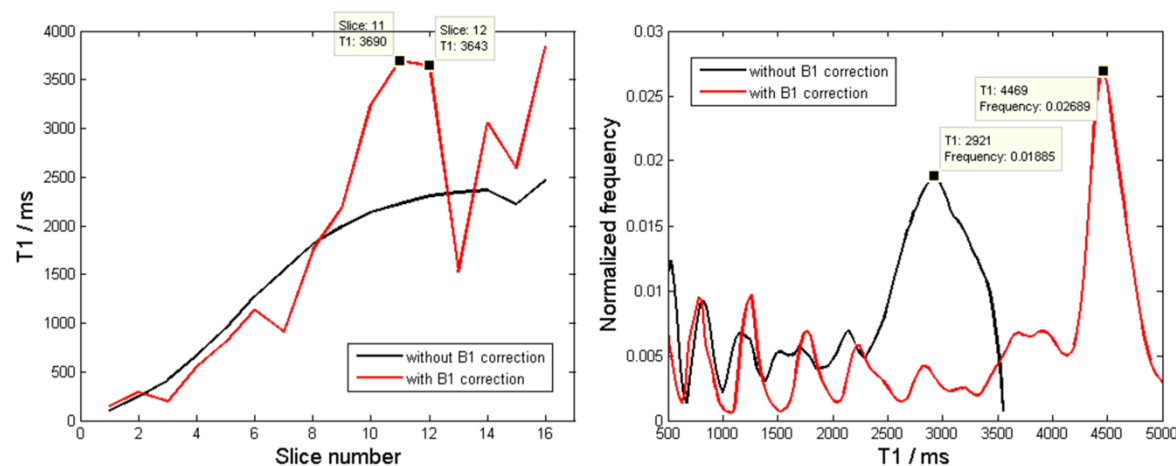 4000
3500
3000
2500
2000
1500
1000
500
0
T1 / ms
Slice: 11
T1: 3690
Slice: 12
T1: 3643
without B1 correction
with B1 correction
0 2 4 6 8 10 12 14 16
Slice number
0.03
0.025
0.02
0.015
0.01
0.005
0
Normalized frequency
without B1 correction
with B1 correction
T1: 4469
Frequency: 0.02689
T1: 2921
Frequency: 0.01885
500 1000 1500 2000 2500 3000 3500 4000 4500 5000
T1 / ms